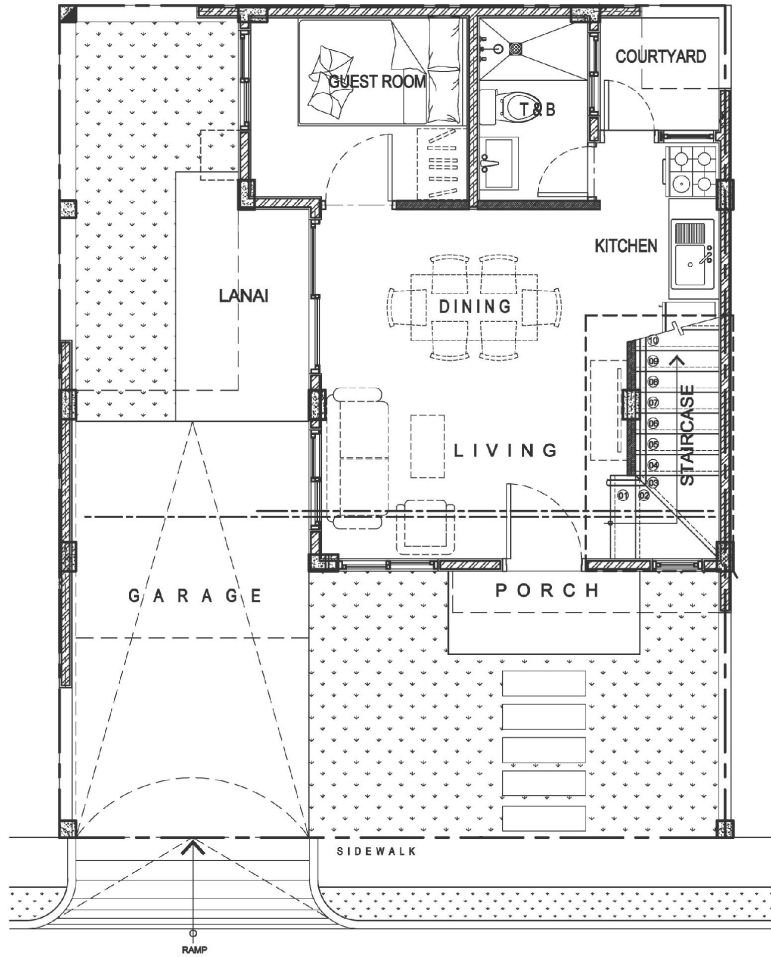 COURTYARD
GUEST ROOM
T&B
KITCHEN
LANAI
DINING
10
09
08
07
06
05
04
03
02
01
STAIRCASE
LIVING
GARAGE
PORCH
SIDEWALK
RAMP